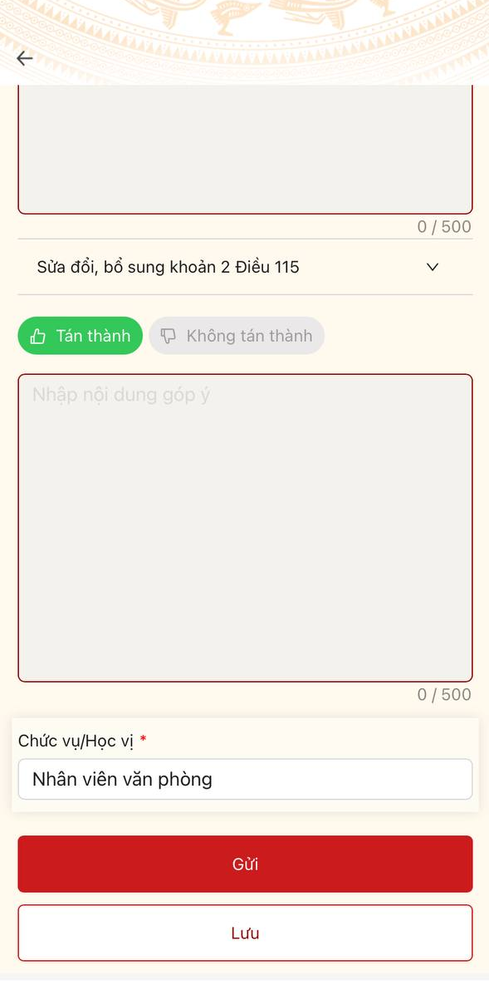 0 / 500
Sửa đổi, bổ sung khoản 2 Điều 115
Tán thành
Không tán thành
Nhập nội dung góp ý
0 / 500
Chức vụ/Học vị *
Nhân viên văn phòng
Gửi
Lưu